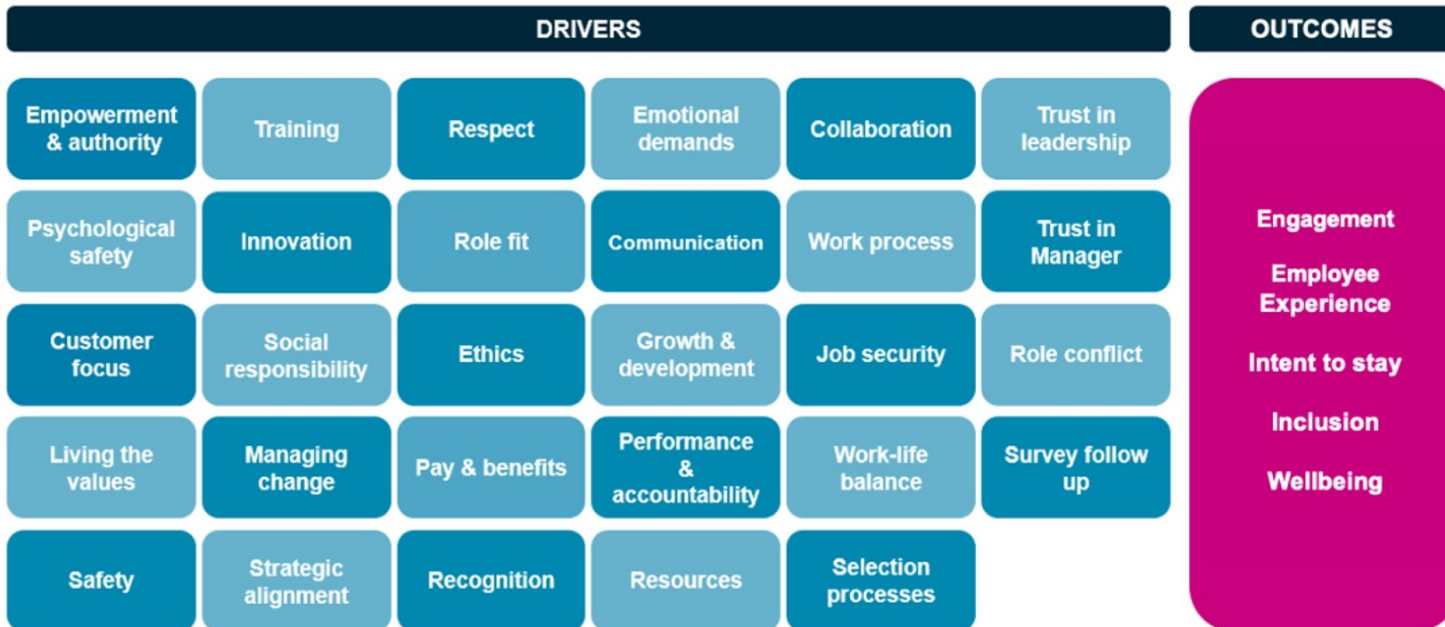 DRIVERS
OUTCOMES
Empowerment
& authority
Training
Respect
Emotional
demands
Collaboration
Trust in
leadership
Psychological
safety
Innovation
Role fit
Communication
Work process
Trust in
Manager
Customer
focus
Social
responsibility
Ethics
Growth &
development
Job security
Role conflict
Living the
values
Managing
change
Pay & benefits
Performance
&
accountability
Work-life
balance
Survey follow
up
Safety
Strategic
alignment
Recognition
Resources
Selection
processes
Engagement
Employee
Experience
Intent to stay
Inclusion
Wellbeing